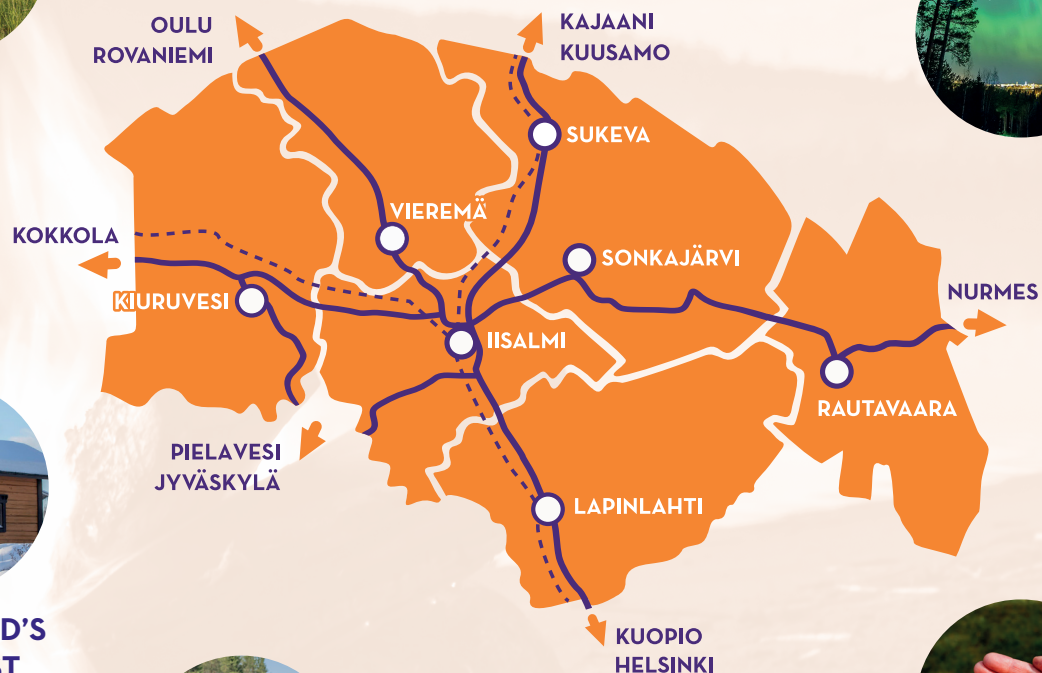 OULU
ROVANIEMI
KAJAANI
KUUSAMO
SUKEVA
VIEREMÄ
KOKKOLA
SONKAJÄRVI
KIURUVESI
NURMES
IISALMI
RAUTAVAARA
PIELAVESI
JYVÄSKYLÄ
LAPINLAHTI
D'S
KUOPIO
HELSINKI